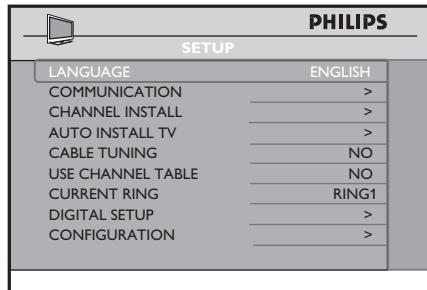 PHILIPS
SETUP
LANGUAGE ENGLISH
COMMUNICATION >
CHANNEL INSTALL >
AUTO INSTALL TV >
CABLE TUNING NO
USE CHANNEL TABLE NO
CURRENT RING RING1
DIGITAL SETUP >
CONFIGURATION >